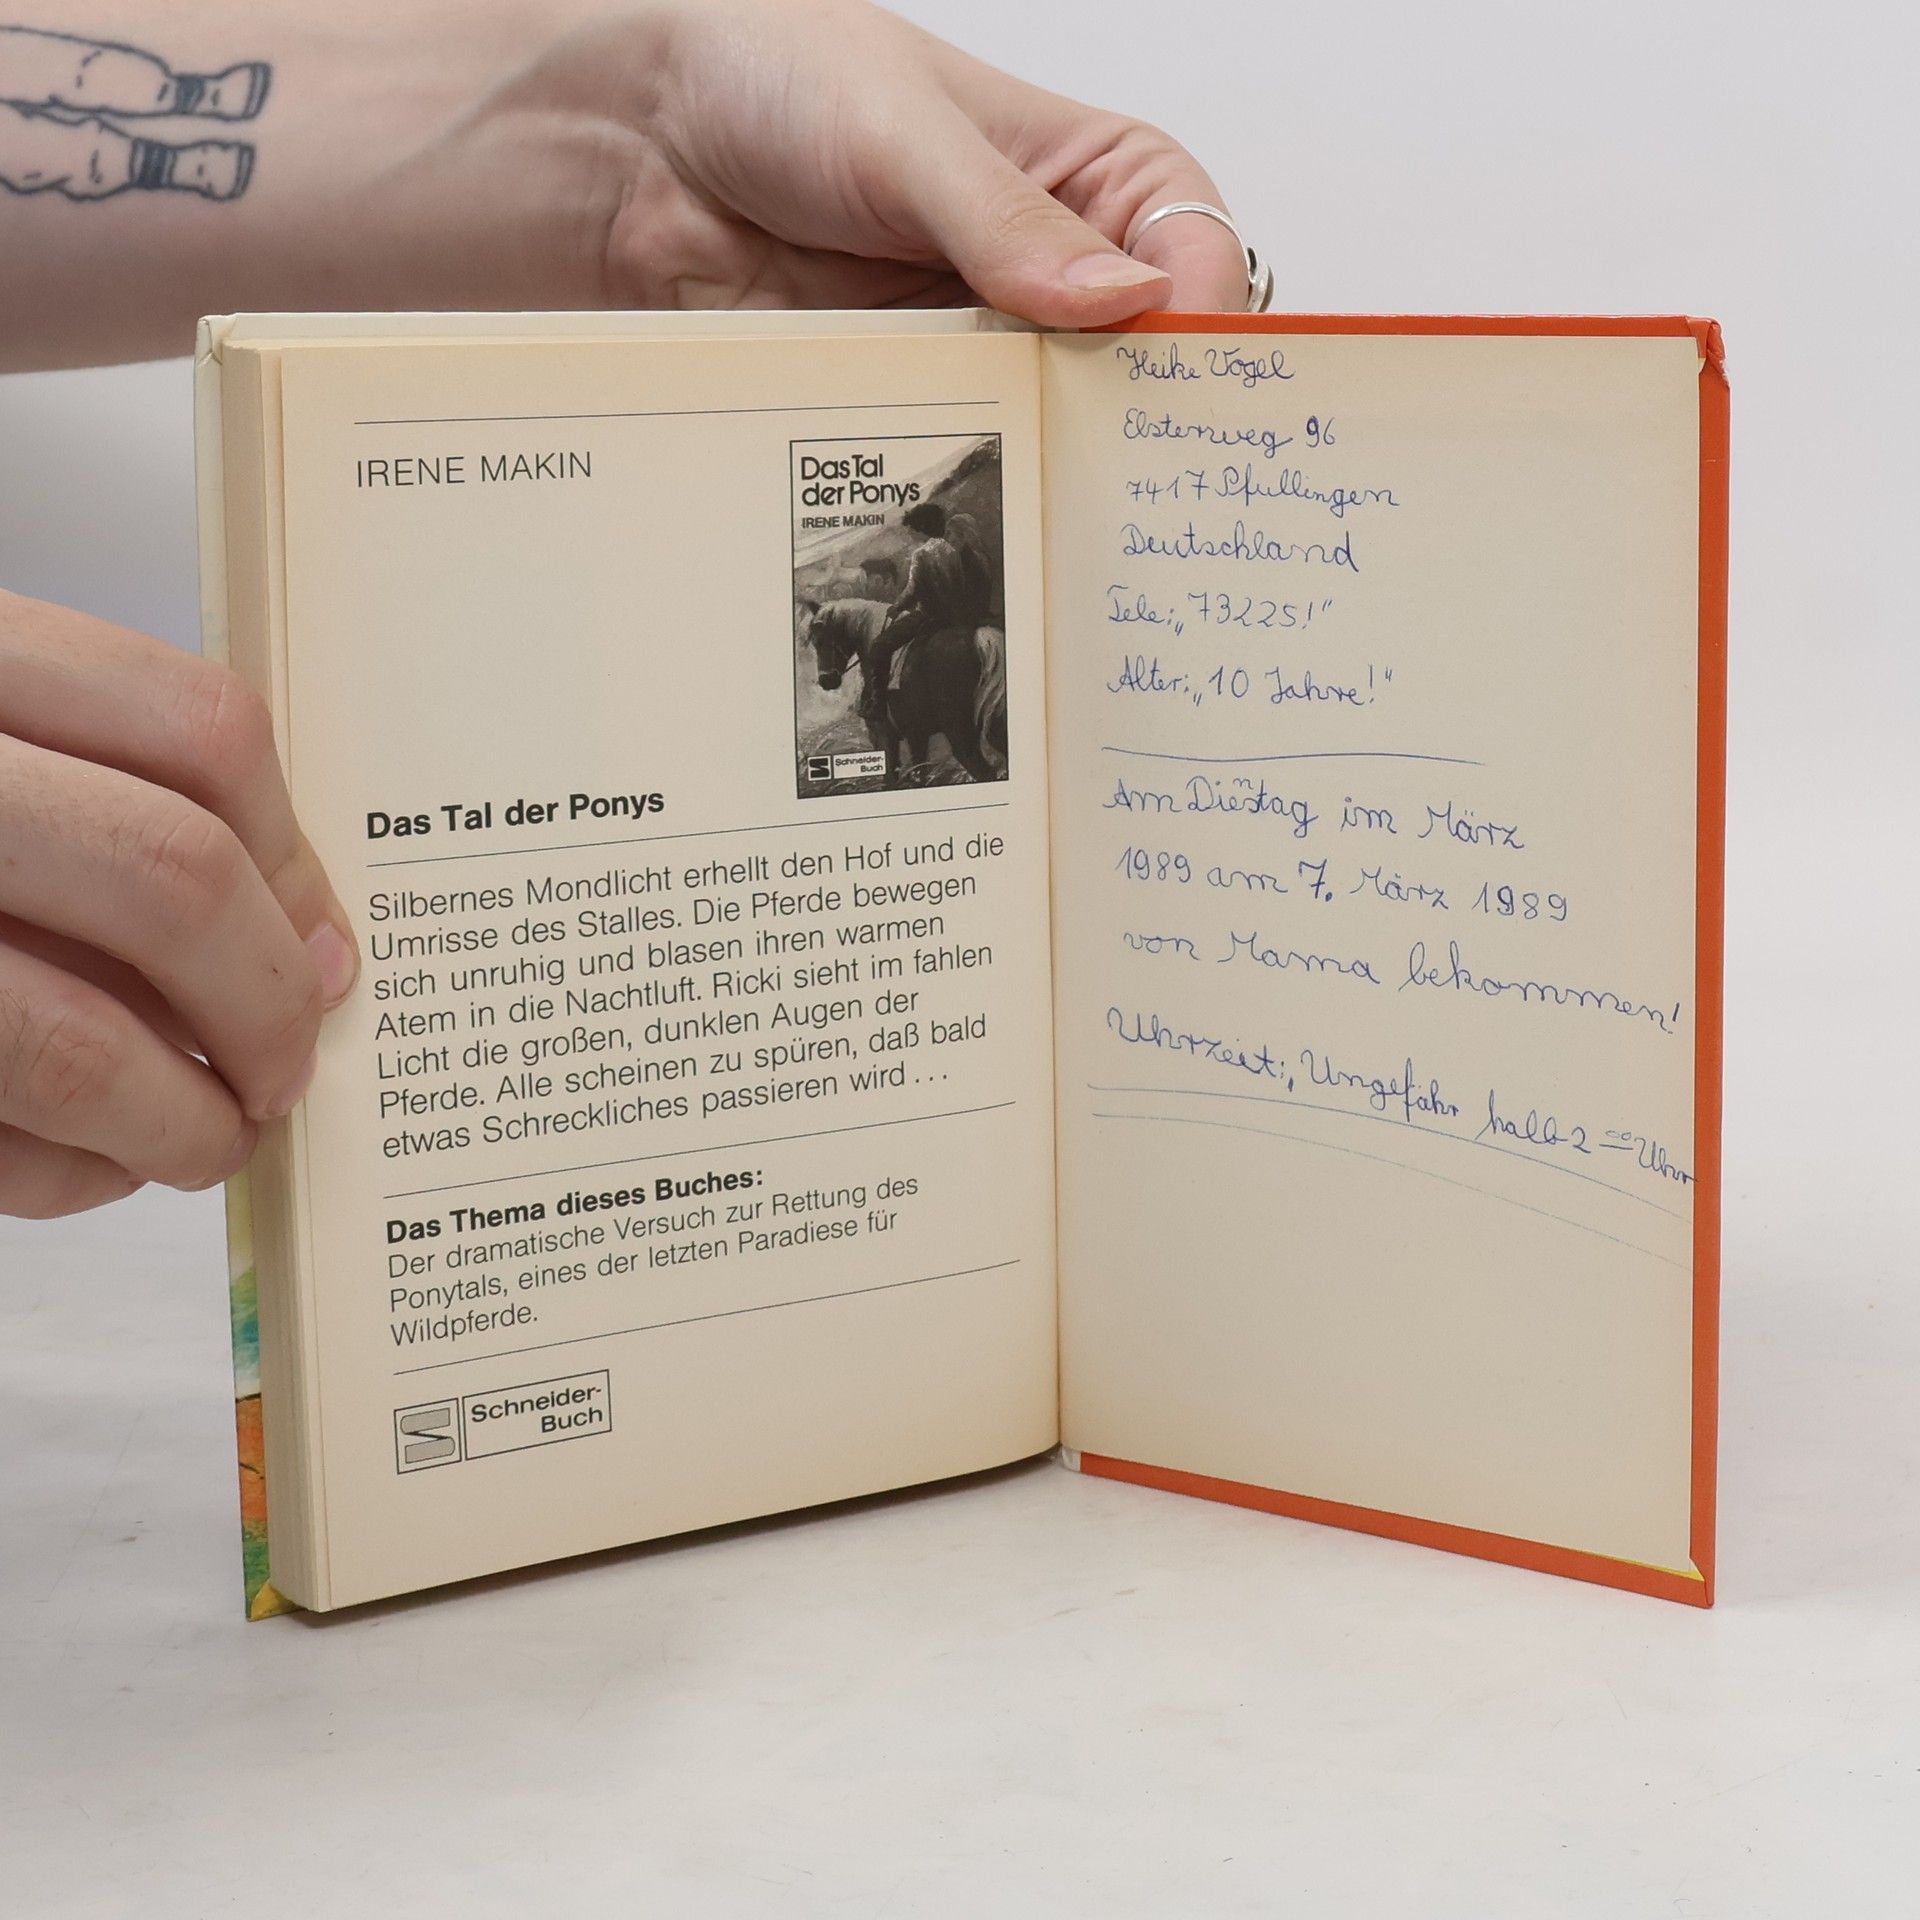 IRENE MAKIN
Das Tal
der Ponys
IRENE MAKIN
Schneider-
Buch
Das Tal der Ponys
Silbernes Mondlicht erhellt den Hof und die
Umrisse des Stalles. Die Pferde bewegen
sich unruhig und blasen ihren warmen
Atem in die Nachtluft. Ricki sieht im fahlen
Licht die großen, dunklen Augen der
Pferde. Alle scheinen zu spüren, daß bald
etwas Schreckliches passieren wird ...
Das Thema dieses Buches:
Der dramatische Versuch zur Rettung des
Ponytals, eines der letzten Paradiese für
Wildpferde.
Schneider-
Buch
Heike Vogel
Elsterweg 96
7417 Pfullingen
Deutschland
Tele:„73225!“
Alter:„10 Jahre!“
Am Dienstag im März
1989 am 7. März 1989
von Mama bekommen!
Uhrzeit:„Ungefähr halb 2 00 Uhr